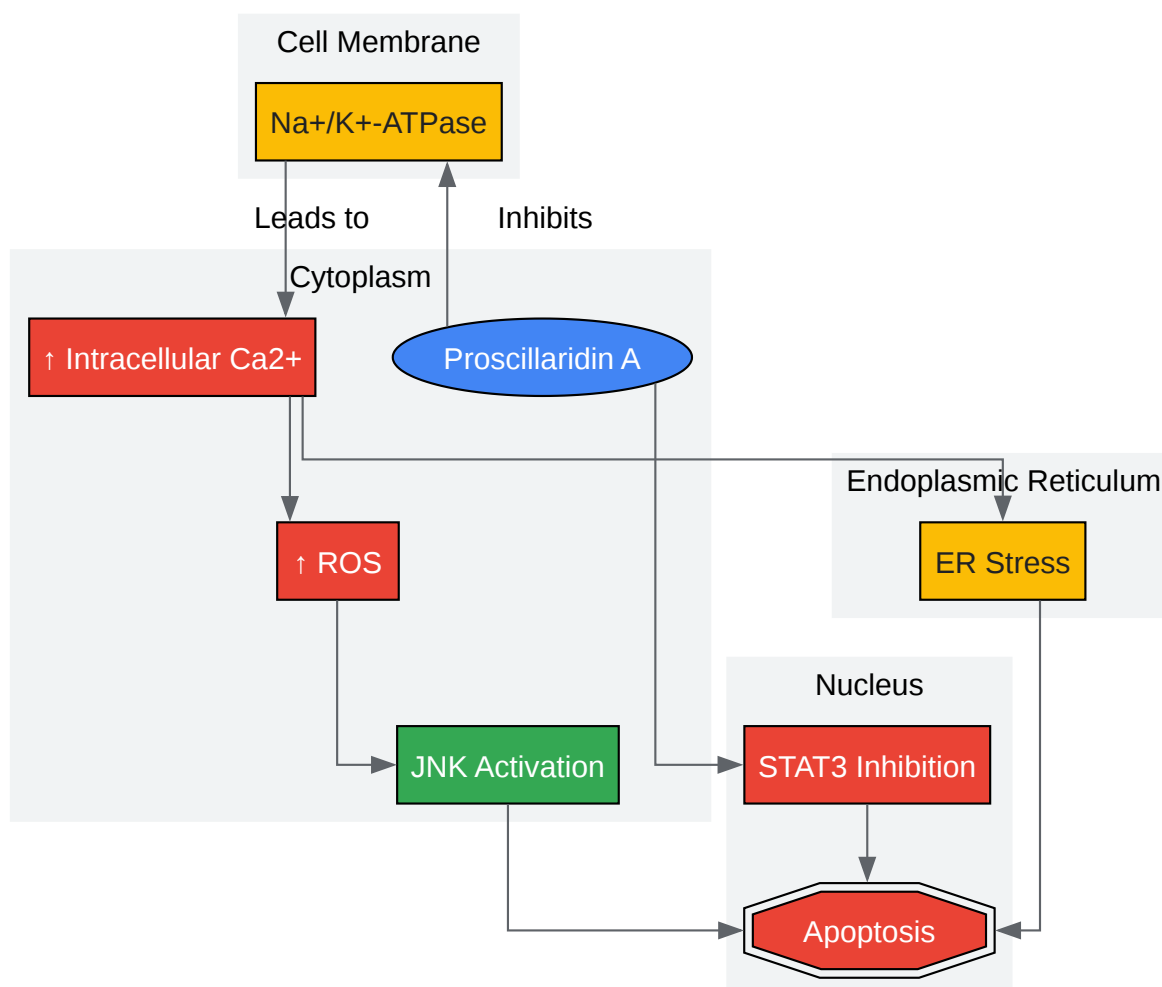 Cell Membrane
Na+/K+-ATPase
Leads to
Inhibits
Cytoplasm
↑ Intracellular Ca2+
Proscillaridin A
Endoplasmic Reticulum
↑ ROS
ER Stress
Nucleus
JNK Activation
STAT3 Inhibition
Apoptosis